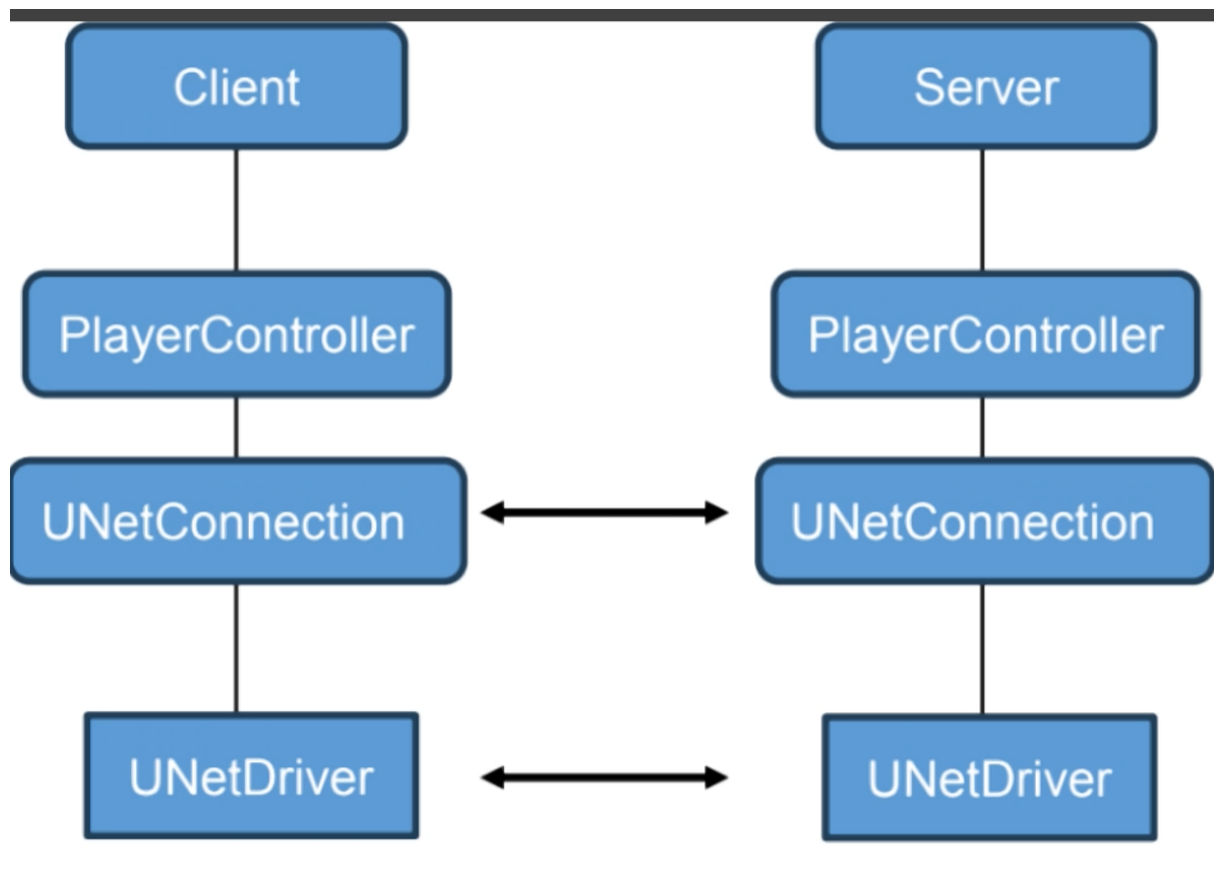 Client
Server
PlayerController
PlayerController
UNetConnection
UNetConnection
UNetDriver
UNetDriver